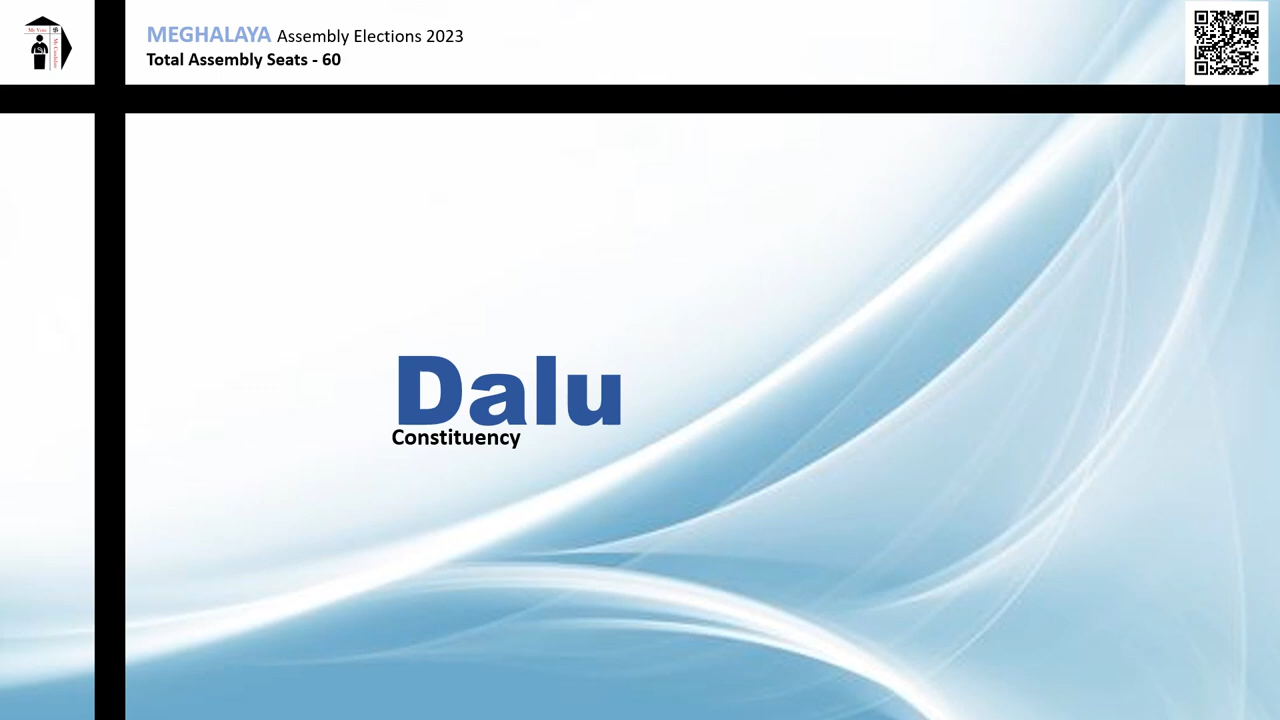 MEGHALAYA Assembly Elections 2023
Total Assembly Seats - 60
Dalu
Constituency